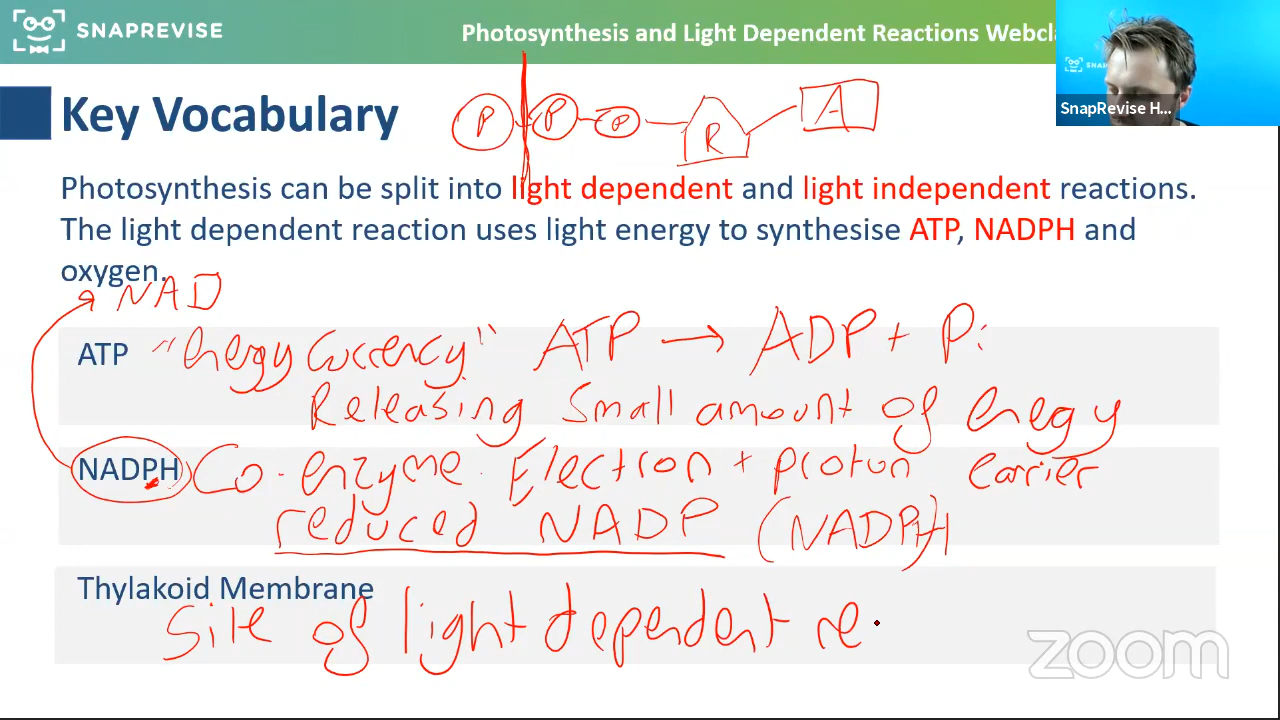 SNAPREVISE
Photosynthesis and Light Dependent Reactions Webcla
SNAP
SnapRevise H...
Key Vocabulary
P P P R A
Photosynthesis can be split into light dependent and light independent reactions.
The light dependent reaction uses light energy to synthesise ATP, NADPH and
oxygen.
NAD
ATP "energy currency" ATP → ADP + Pi
Releasing small amount of enegy
NADPH Co-enzyme. Electron + proton carrier
reduced NADP (NADPH)
Thylakoid Membrane
site of light dependent re
zoom